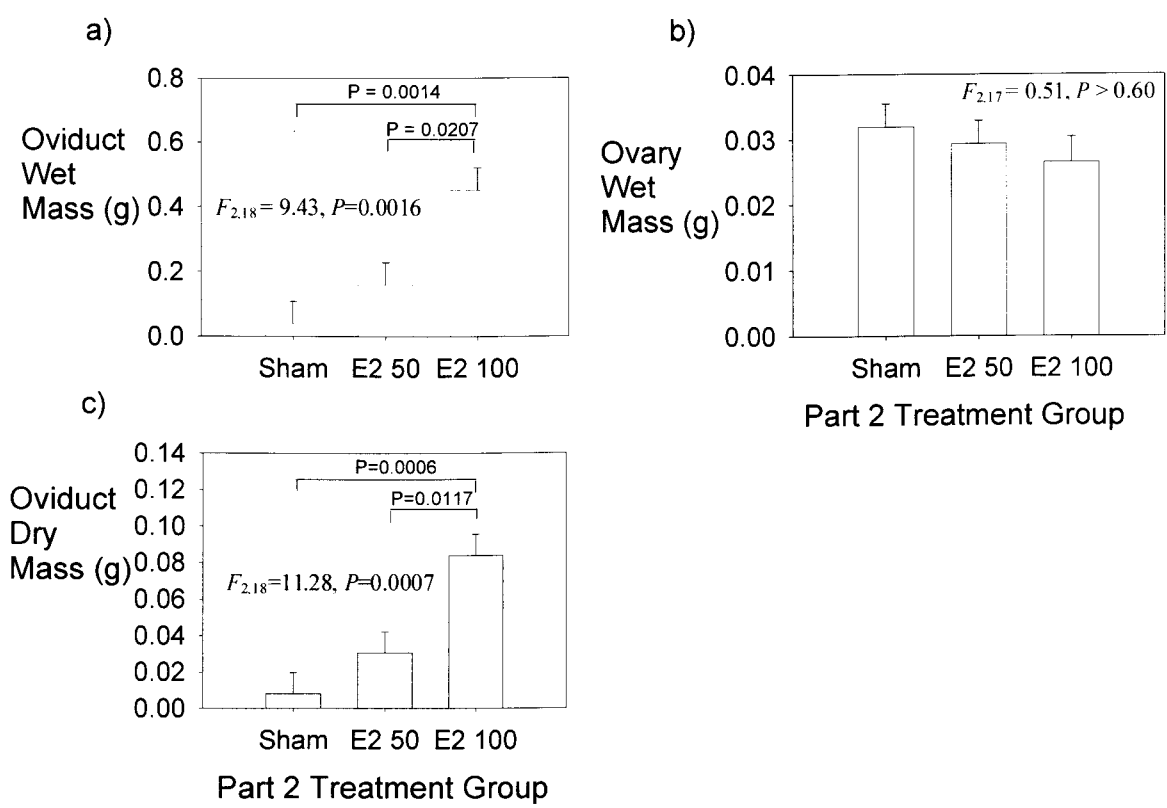 a)
0.8
0.6
0.4
0.2
0.0
Oviduct
Wet
Mass (g)
P = 0.0014
P = 0.0207
F2,18 = 9.43, P=0.0016
Sham E2 50 E2 100
b)
0.04
0.03
0.02
0.01
0.00
Ovary
Wet
Mass (g)
F2,17 = 0.51, P > 0.60
Sham E2 50 E2 100
Part 2 Treatment Group
c)
0.14
0.12
0.10
0.08
0.06
0.04
0.02
0.00
Oviduct
Dry
Mass (g)
P=0.0006
P=0.0117
F2,18=11.28, P=0.0007
Sham E2 50 E2 100
Part 2 Treatment Group